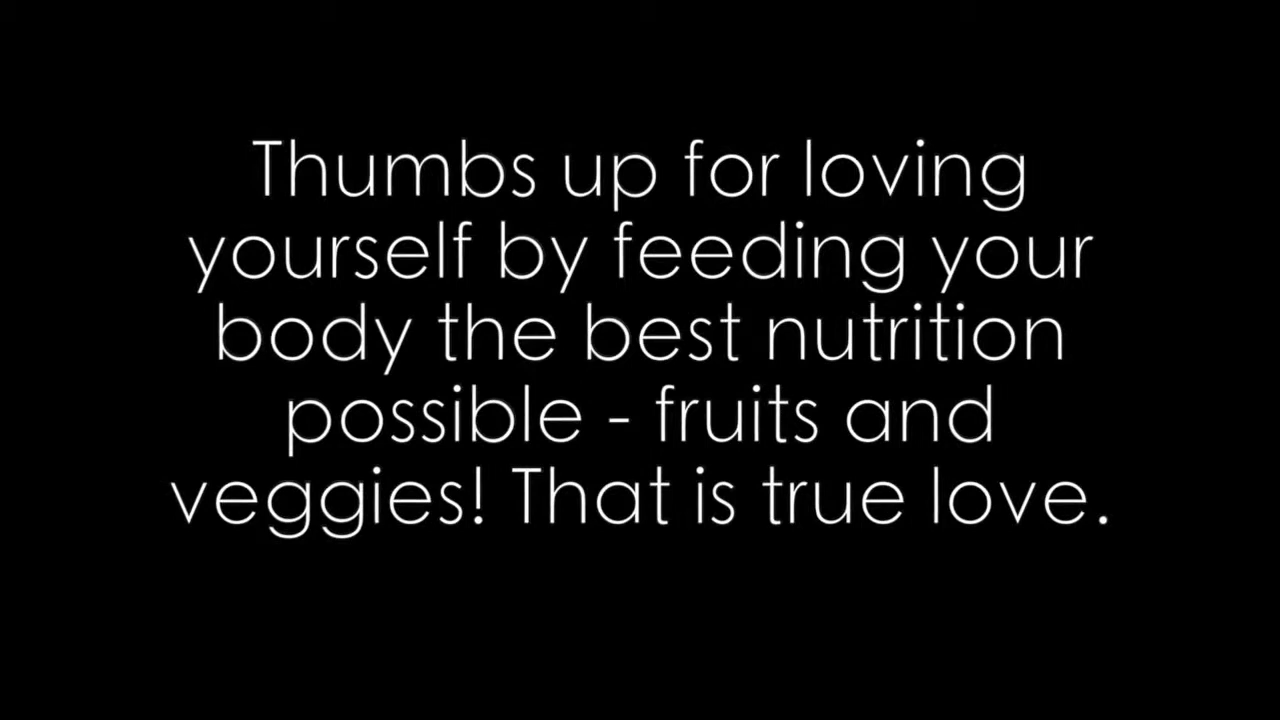 Thumbs up for loving
yourself by feeding your
body the best nutrition
possible - fruits and
veggies! That is true love.